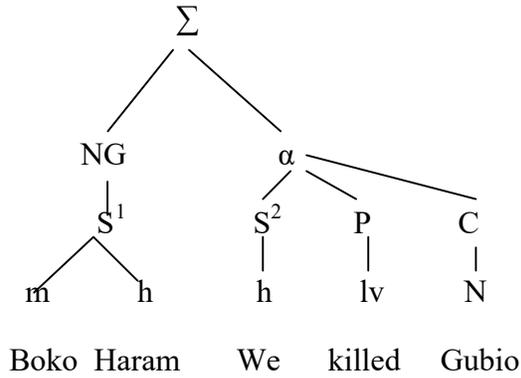 Σ
NG α
S¹ S² P C
m h h lv N
Boko Haram We killed Gubio